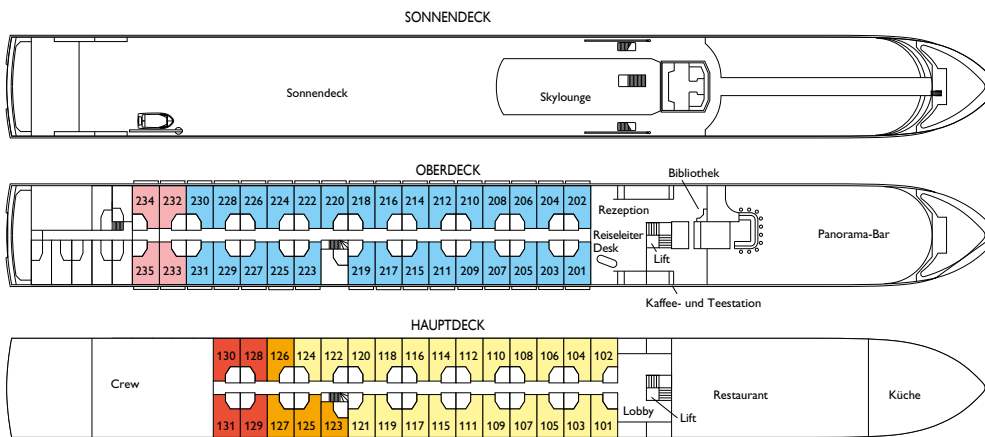 SONNENDECK
Sonnendeck
Skylounge
OBERDECK
Bibliothek
234 232 230 228 226 224 222 220 218 216 214 212 210 208 206 204 202
Rezeption
Reiseleiter
Desk
Lift
Panorama-Bar
235 233 231 229 227 225 223 219 217 215 211 209 207 205 203 201
Kaffee- und Teestation
HAUPTDECK
130 128 126 124 122 120 118 116 114 112 110 108 106 104 102
Crew
Restaurant
Küche
Lobby
Lift
131 129 127 125 123 121 119 117 115 111 109 107 105 103 101